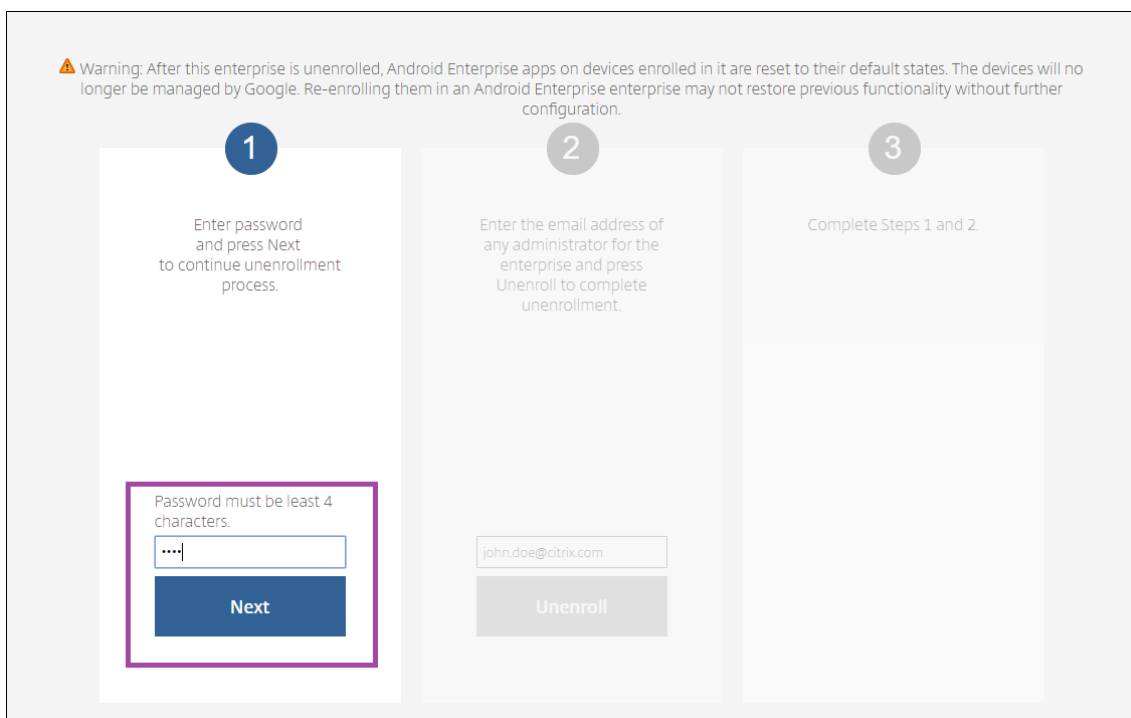 Warning: After this enterprise is unenrolled, Android Enterprise apps on devices enrolled in it are reset to their default states. The devices will no
longer be managed by Google. Re-enrolling them in an Android Enterprise enterprise may not restore previous functionality without further
configuration.
1
Enter password
and press Next
to continue unenrollment
process.
Password must be least 4
characters.
••••
Next
2
Enter the email address of
any administrator for the
enterprise and press
Unenroll to complete
unenrollment.
john.doe@citrix.com
Unenroll
3
Complete Steps 1 and 2.